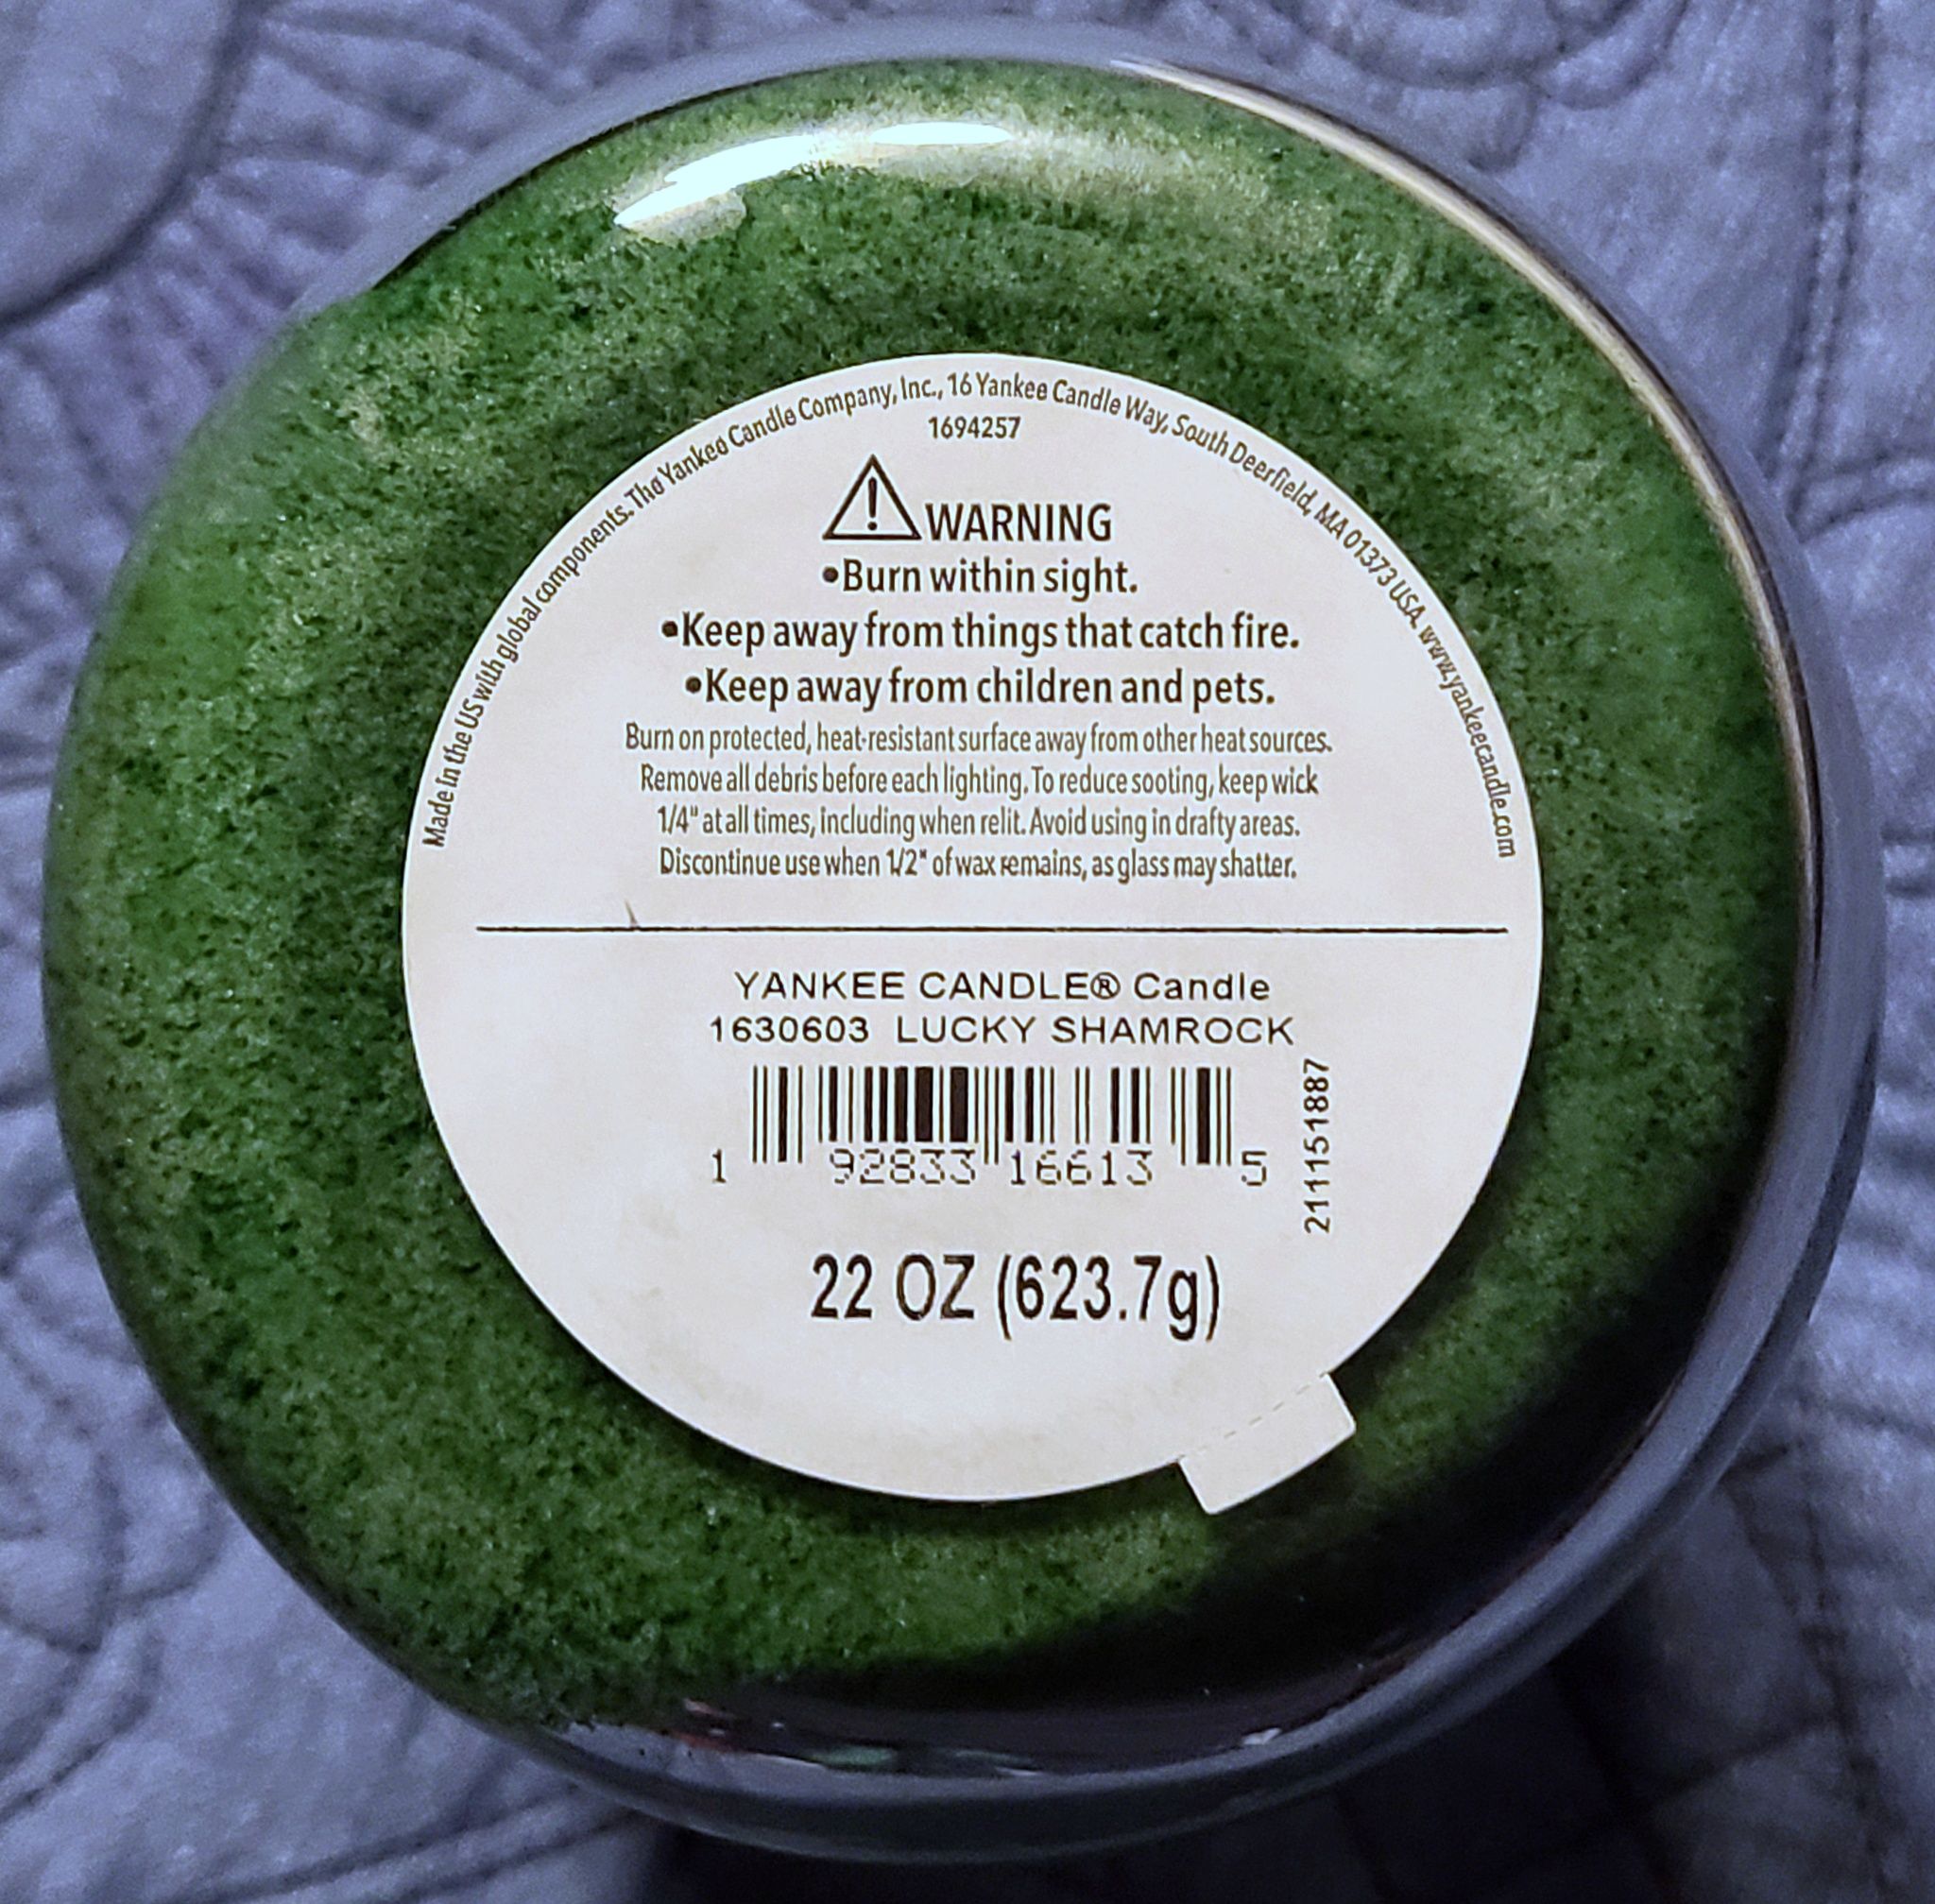 Made in the US with global components. The Yankee Candle Company, Inc., 16 Yankee Candle Way, South Deerfield, MA 01373 USA. www.yankeecandle.com
1694257
WARNING
•Burn within sight.
•Keep away from things that catch fire.
•Keep away from children and pets.
Burn on protected, heat-resistant surface away from other heat sources.
Remove all debris before each lighting. To reduce sooting, keep wick
1/4" at all times, including when relit. Avoid using in drafty areas.
Discontinue use when 1/2" of wax remains, as glass may shatter.
YANKEE CANDLE® Candle
1630603 LUCKY SHAMROCK
1 92833 16613 5
211151887
22 OZ (623.7g)